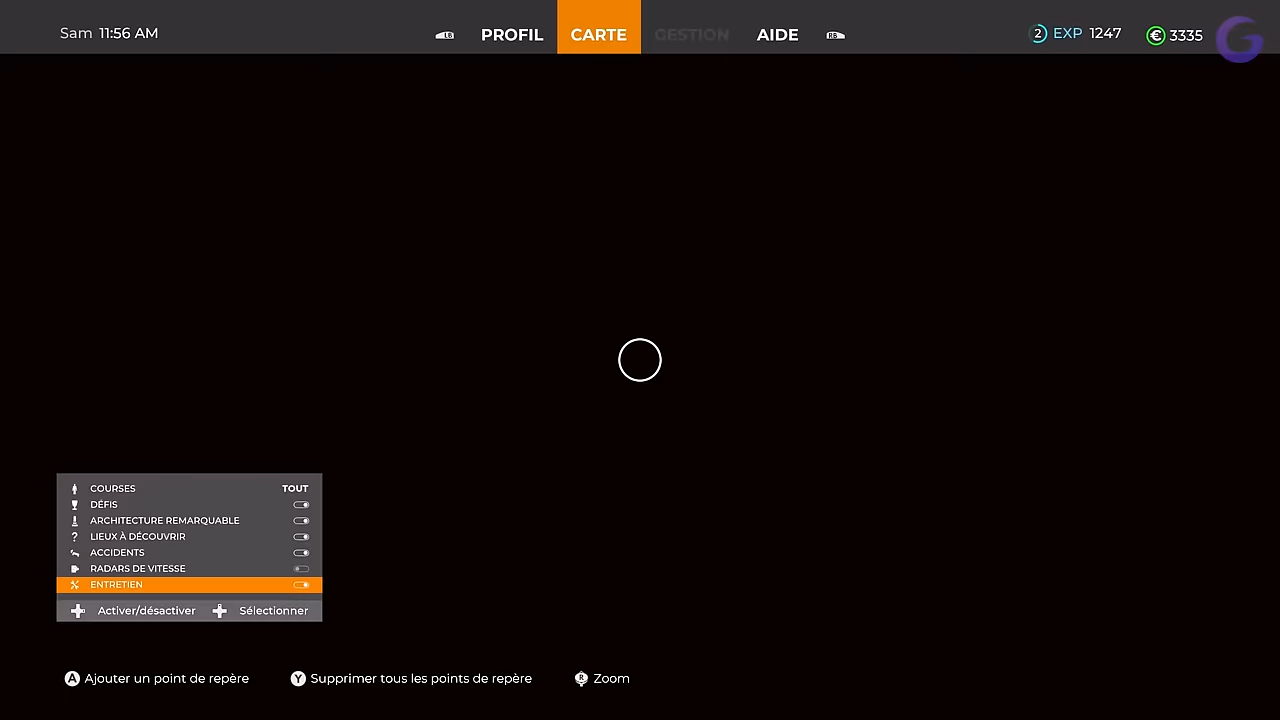 Sam 11:56 AM
LB PROFIL CARTE GESTION AIDE RB
2 EXP 1247 € 3335
COURSES TOUT
DÉFIS
ARCHITECTURE REMARQUABLE
? LIEUX À DÉCOUVRIR
ACCIDENTS
RADARS DE VITESSE
ENTRETIEN
Activer/désactiver Sélectionner
A Ajouter un point de repère Y Supprimer tous les points de repère R Zoom